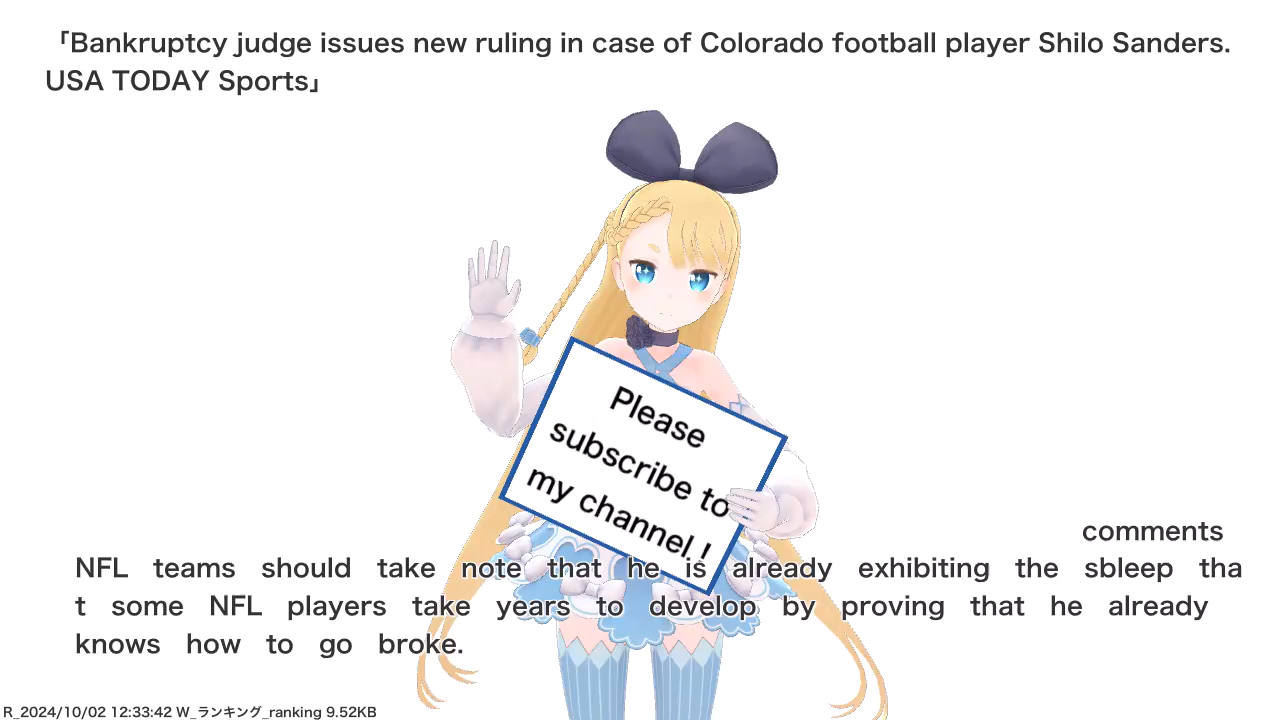 「Bankruptcy judge issues new ruling in case of Colorado football player Shilo Sanders.
USA TODAY Sports」
Please
subscribe to
my channel !
comments
NFL teams should take note that he is already exhibiting the sbleep tha
t some NFL players take years to develop by proving that he already
knows how to go broke.
R_2024/10/02 12:33:42 W_ランキング_ranking 9.52KB